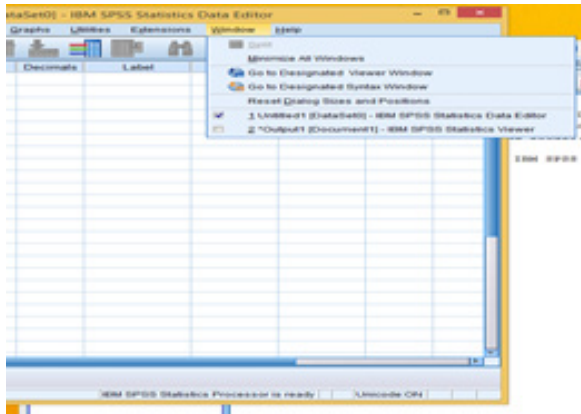 ataSet0] - IBM SPSS Statistics Data Editor
Graphs Utilities Extensions Window Help
Split
Minimize All Windows
Go to Designated Viewer Window
Go to Designated Syntax Window
Reset Dialog Sizes and Positions
1 Untitled1 [DataSet0] - IBM SPSS Statistics Data Editor
2 *Output1 [Document1] - IBM SPSS Statistics Viewer
Decimals Label
IBM SPSS
IBM SPSS Statistics Processor is ready Unicode:ON